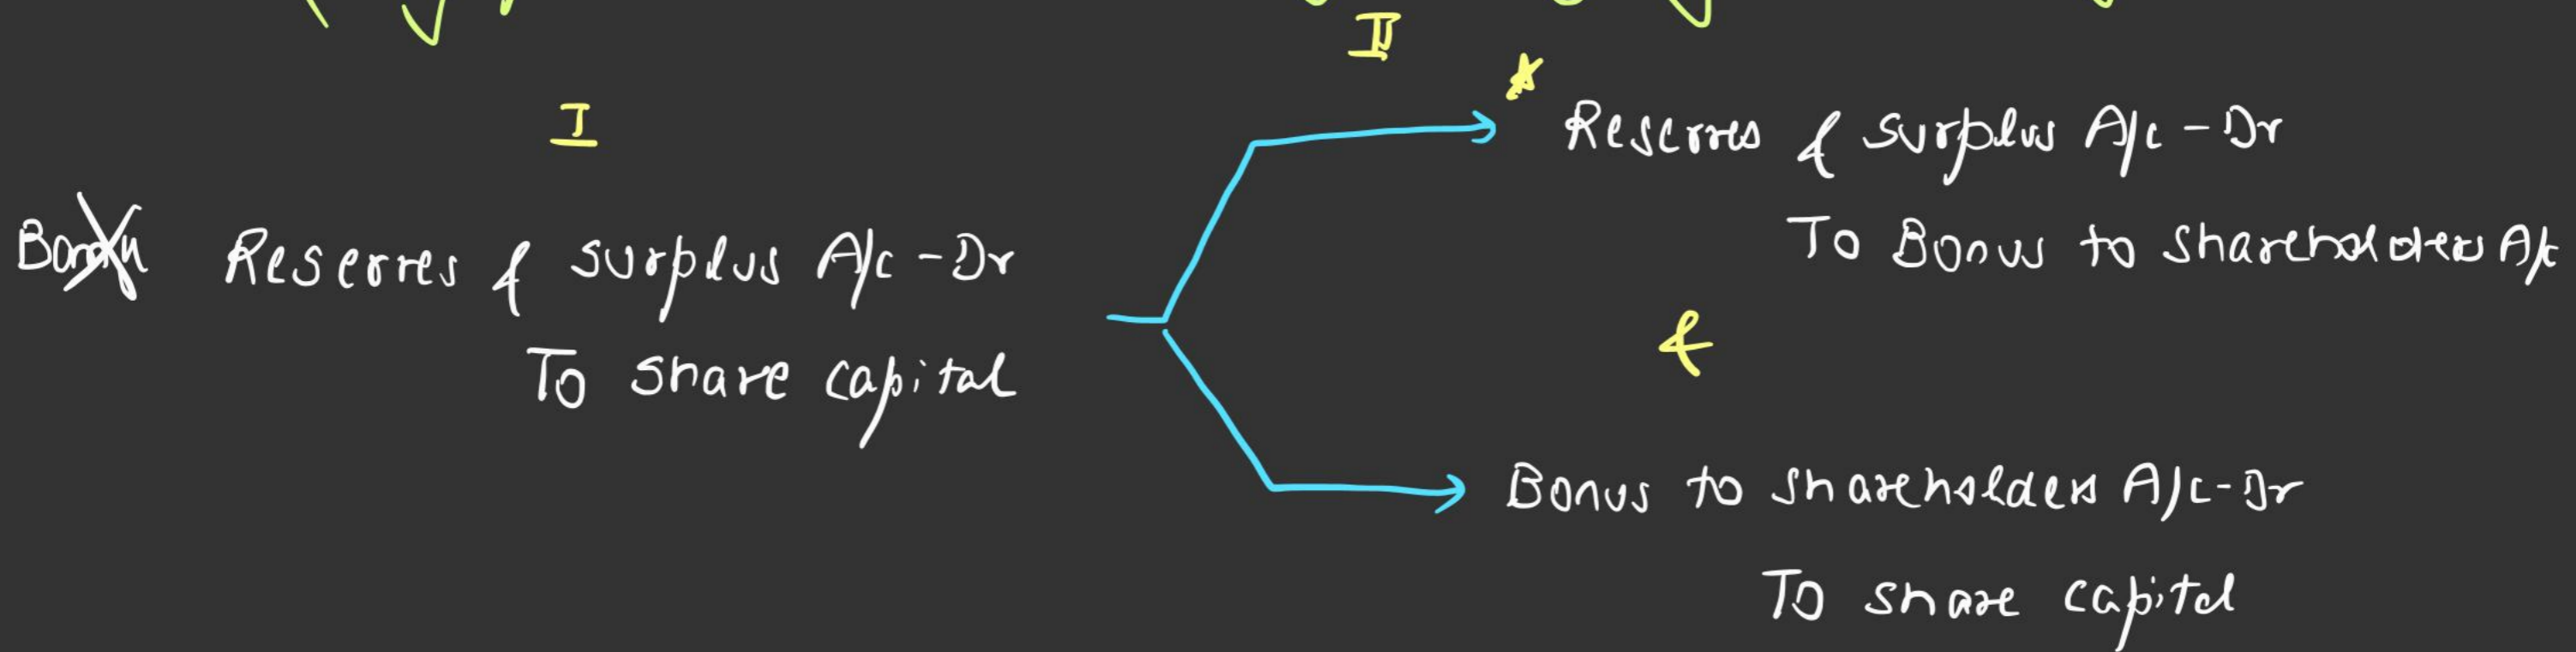 II
I
Reserves & surplus A/c - Dr
To Bonus to shareholders A/c
Bank Reserves & surplus A/c - Dr
To share capital
&
Bonus to shareholders A/c - Dr
To share capital